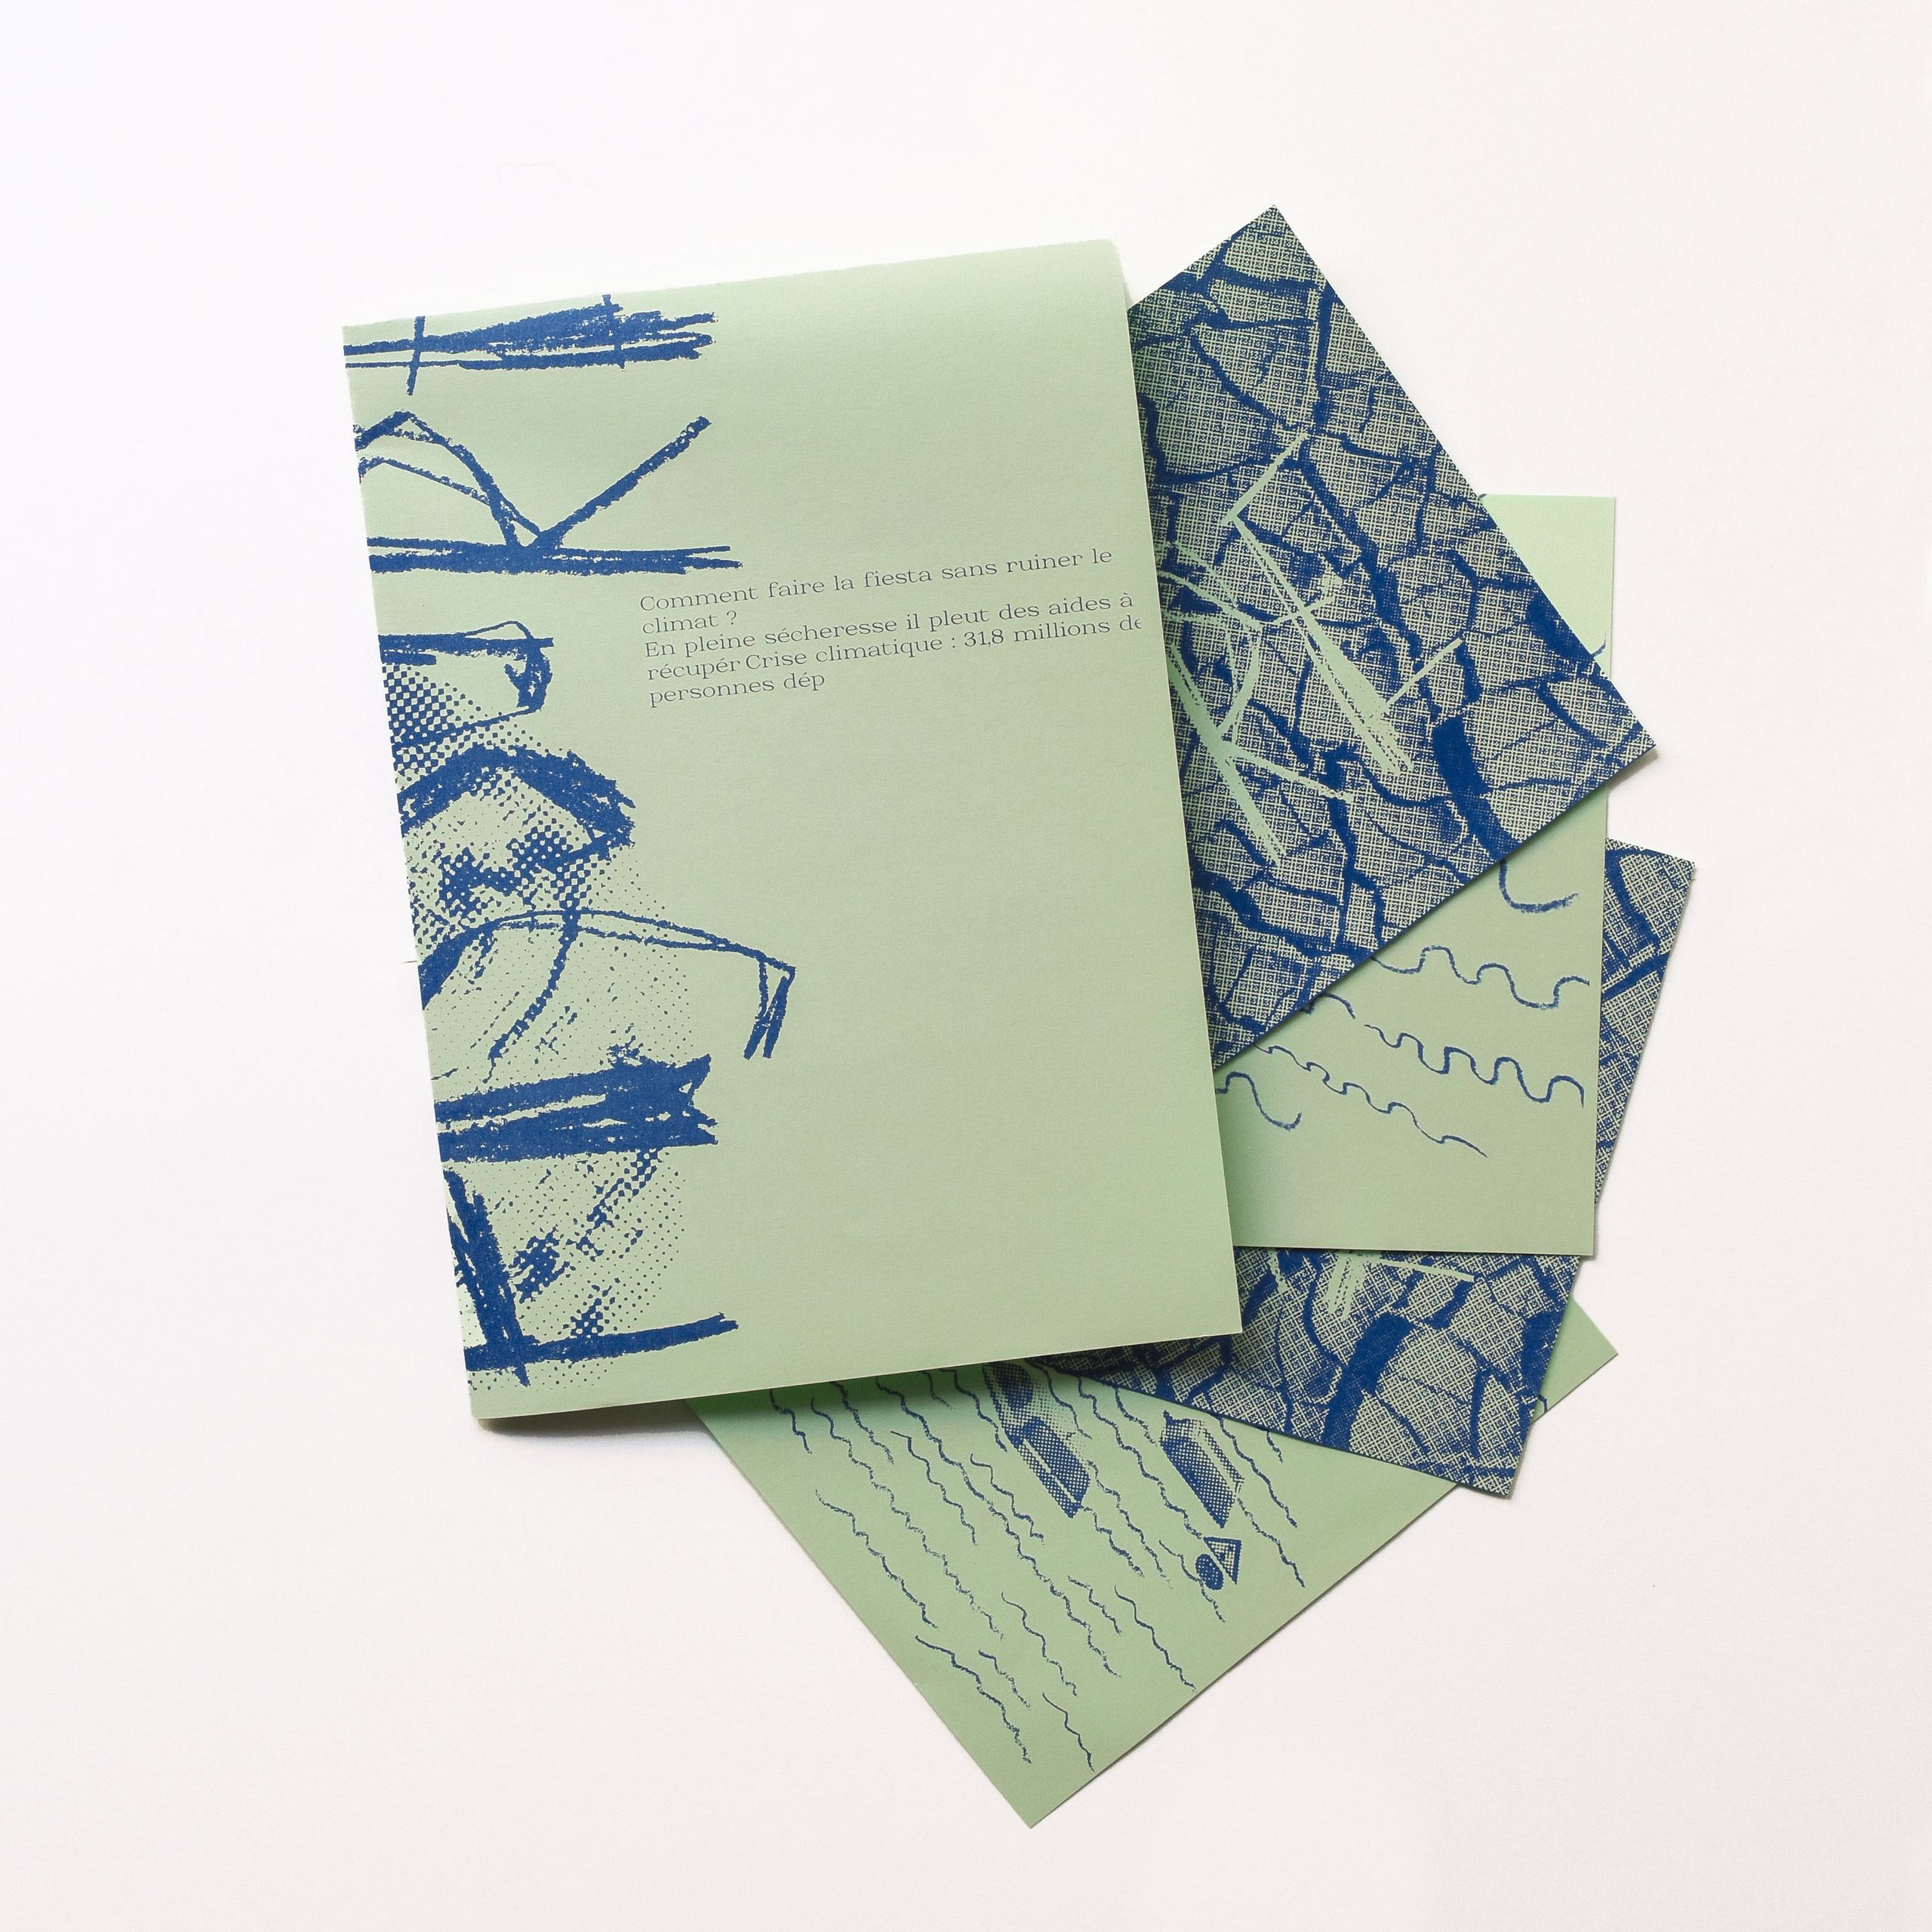 Comment faire la fiesta sans ruiner le
climat ?
En pleine sécheresse il pleut des aides à
récupér Crise climatique : 31,8 millions de
personnes dép